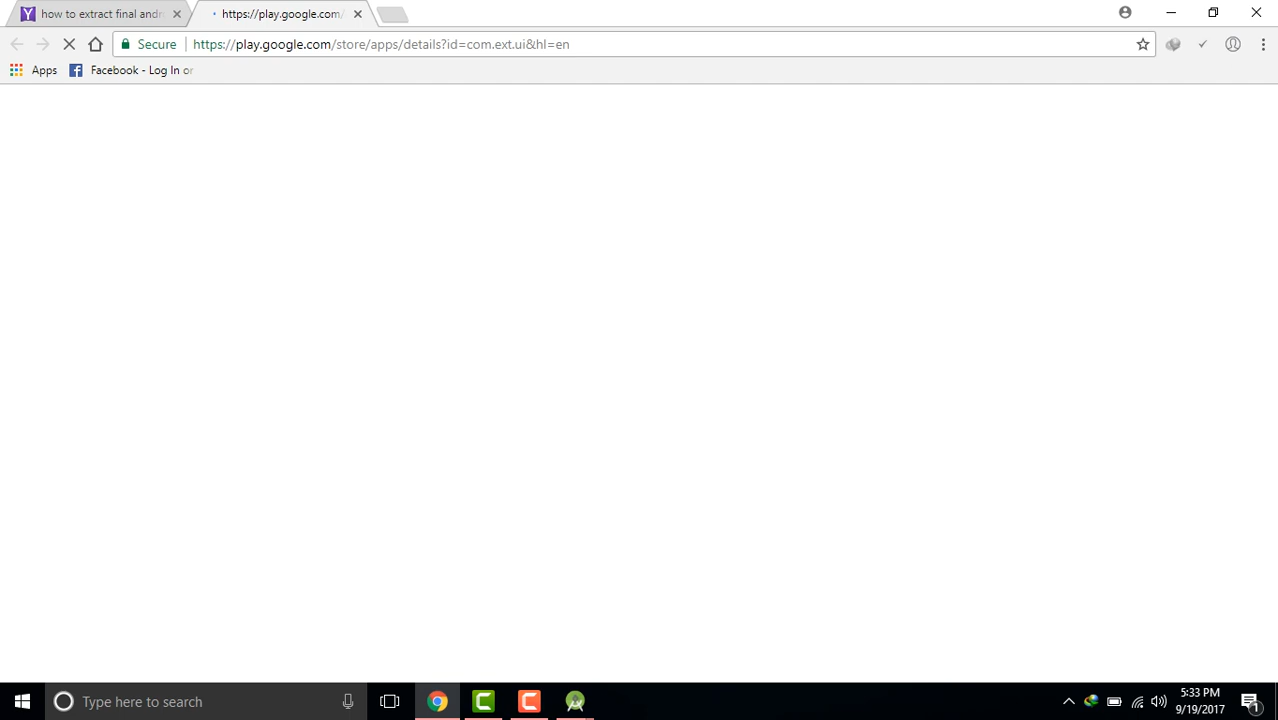 how to extract final andr
https://play.google.com/
Secure
https://play.google.com/store/apps/details?id=com.ext.ui&hl=en
Apps
Facebook - Log In or
Type here to search
5:33 PM
9/19/2017
1